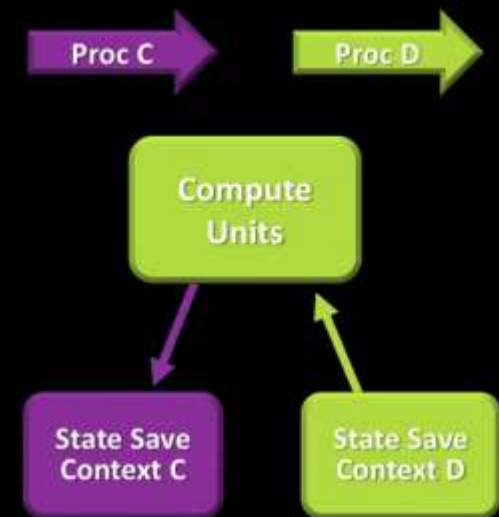 Proc C
Proc D
Compute
Units
State Save
Context C
State Save
Context D